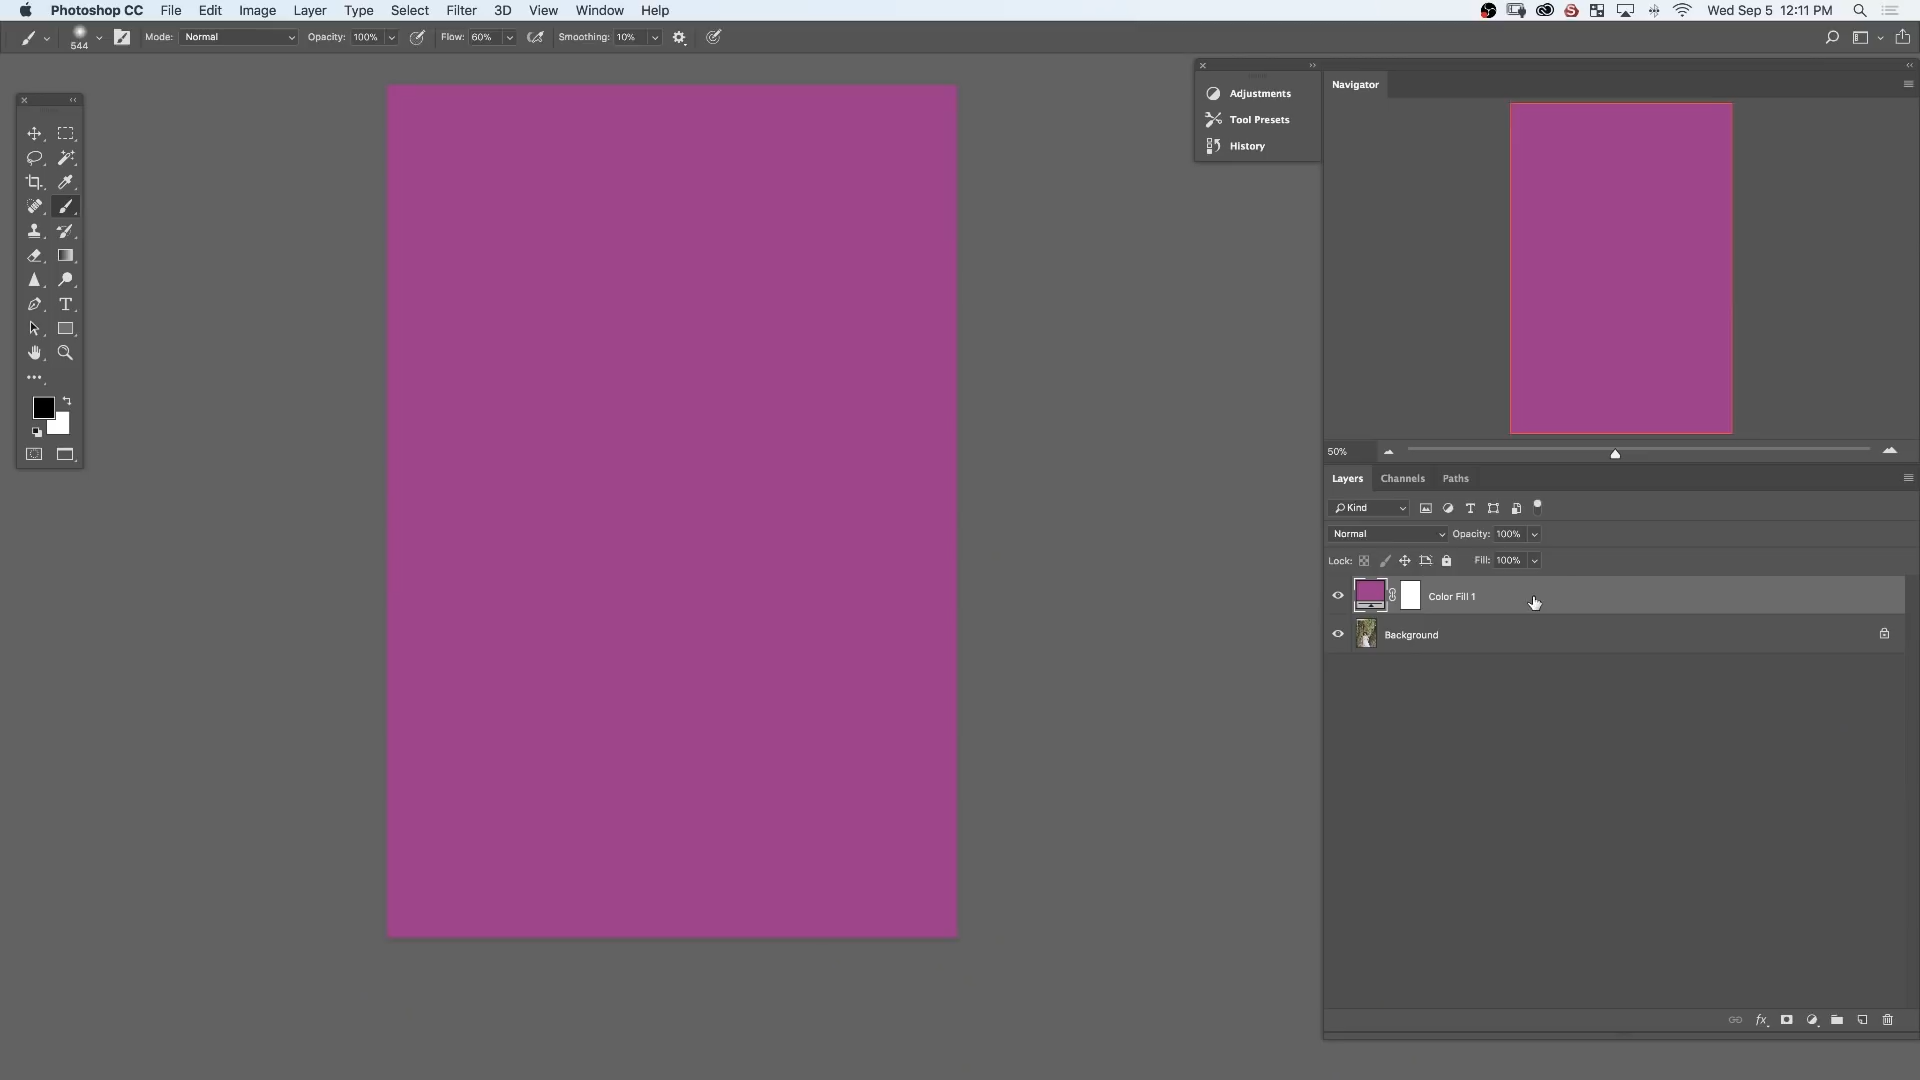 Photoshop CC File Edit Image Layer Type Select Filter 3D View Window Help Wed Sep 5 12:11 PM
544 Mode: Normal Opacity: 100% Flow: 60% Smoothing: 10%
Adjustments
Tool Presets
History
Navigator
50%
Layers Channels Paths
Kind
Normal Opacity: 100%
Lock: Fill: 100%
Color Fill 1
Background
fx